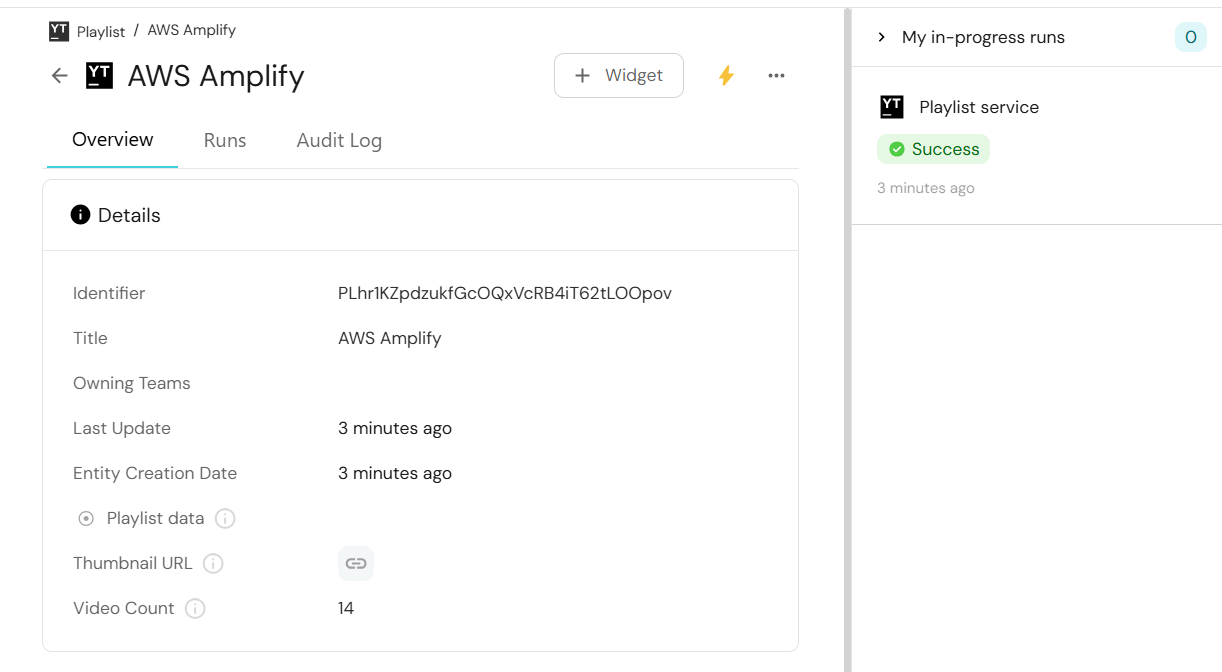 YT Playlist / AWS Amplify
YT AWS Amplify
Widget
Overview Runs Audit Log
Details
Identifier PLhr1KZpdzukfGcOQxVcRB4iT62tLOOpov
Title AWS Amplify
Owning Teams
Last Update 3 minutes ago
Entity Creation Date 3 minutes ago
Playlist data
Thumbnail URL
Video Count 14
My in-progress runs 0
YT Playlist service
Success
3 minutes ago